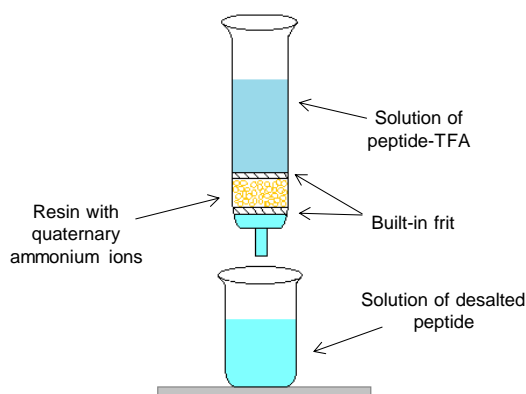 Solution of
peptide-TFA
Resin with
quaternary
ammonium ions
Built-in frit
Solution of desalted
peptide